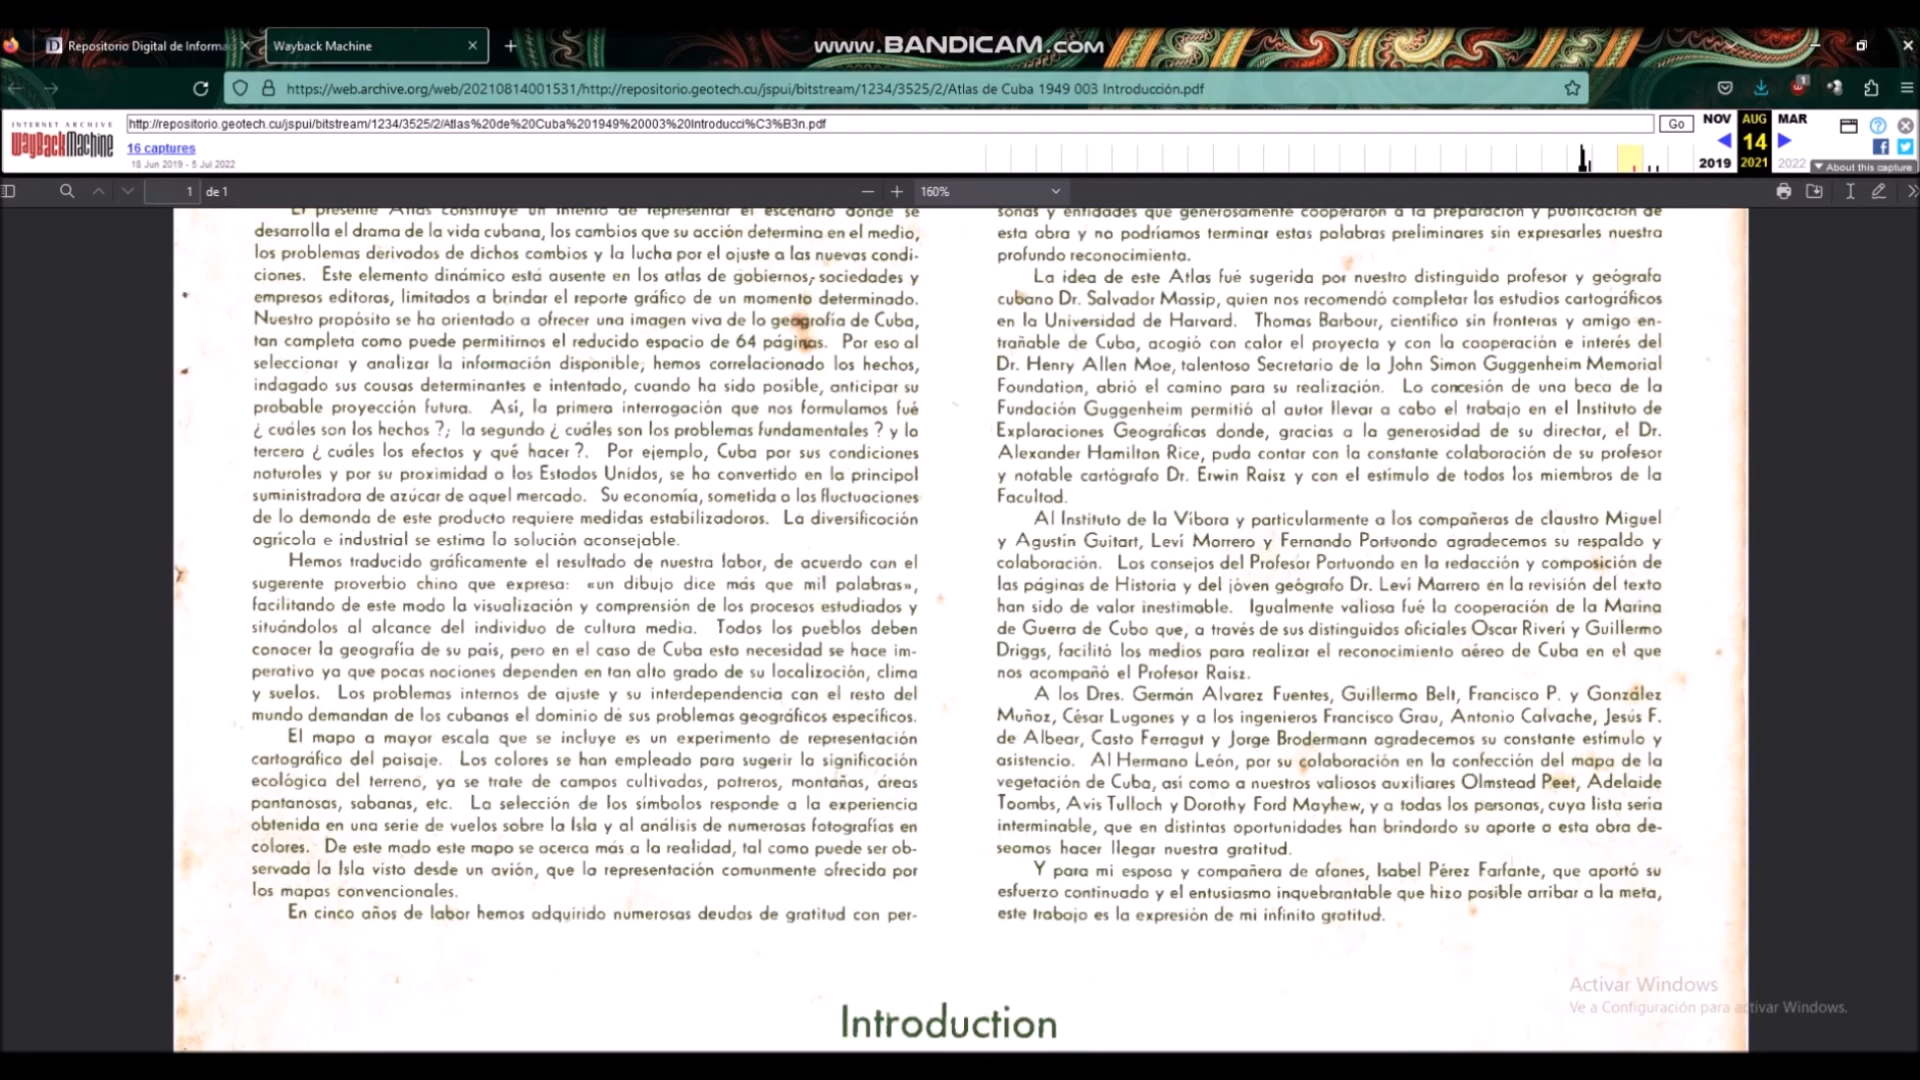 Repositorio Digital de Informa
Wayback Machine
www.BANDICAM.com
https://web.archive.org/web/20210814001531/http://repositorio.geotech.cu/jspui/bitstream/1234/3525/2/Atlas de Cuba 1949 003 Introducción.pdf
INTERNET ARCHIVE
WayBackMachine
http://repositorio.geotech.cu/jspui/bitstream/1234/3525/2/Atlas%20de%20Cuba%201949%20003%20Introducci%C3%B3n.pdf
Go
NOV AUG MAR
16 captures
14
18 Jun 2019 - 5 Jul 2022
2019 2021 2022
About this capture
1 de 1
160%
El presente Atlas constituye un intento de representar el escenario donde se
desarrolla el drama de la vida cubana, los cambios que su acción determina en el medio,
los problemas derivados de dichos cambios y la lucha por el ajuste a las nuevas condi-
ciones. Este elemento dinámico está ausente en los atlas de gobiernos, sociedades y
empresas editoras, limitados a brindar el reporte gráfico de un momento determinado.
Nuestro propósito se ha orientado a ofrecer una imagen viva de la geografía de Cuba,
tan completa como puede permitirnos el reducido espacio de 64 páginas. Por eso al
seleccionar y analizar la información disponible, hemos correlacionado los hechos,
indagado sus causas determinantes e intentado, cuando ha sido posible, anticipar su
probable proyección futura. Así, la primera interrogación que nos formulamos fué
¿ cuáles son los hechos ?; la segunda ¿ cuáles son los problemas fundamentales ? y la
tercera ¿ cuáles los efectos y qué hacer ?. Por ejemplo, Cuba por sus condiciones
naturales y por su proximidad a los Estados Unidos, se ha convertido en la principal
suministradora de azúcar de aquel mercado. Su economía, sometida a las fluctuaciones
de la demanda de este producto requiere medidas estabilizadoras. La diversificación
agrícola e industrial se estima la solución aconsejable.
Hemos traducido gráficamente el resultado de nuestra labor, de acuerdo con el
sugerente proverbio chino que expresa: «un dibujo dice más que mil palabras»,
facilitando de este modo la visualización y comprensión de los procesos estudiados y
situándolos al alcance del individuo de cultura media. Todos los pueblos deben
conocer la geografía de su país, pero en el caso de Cuba esta necesidad se hace im-
perativa ya que pocas naciones dependen en tan alto grado de su localización, clima
y suelos. Los problemas internos de ajuste y su interdependencia con el resto del
mundo demandan de los cubanos el dominio de sus problemas geográficos específicos.
El mapa a mayor escala que se incluye es un experimento de representación
cartográfica del paisaje. Los colores se han empleado para sugerir la significación
ecológica del terreno, ya se trate de campos cultivados, potreros, montañas, áreas
pantanosas, sabanas, etc. La selección de los símbolos responde a la experiencia
obtenida en una serie de vuelos sobre la Isla y al análisis de numerosas fotografías en
colores. De este modo este mapa se acerca más a la realidad, tal como puede ser ob-
servada la Isla vista desde un avión, que la representación comunmente ofrecida por
los mapas convencionales.
En cinco años de labor hemos adquirido numerosas deudas de gratitud con per-
sonas y entidades que generosamente cooperaron a la preparación y publicación de
esta obra y no podríamos terminar estas palabras preliminares sin expresarles nuestra
profundo reconocimiento.
La idea de este Atlas fué sugerida por nuestro distinguido profesor y geógrafo
cubano Dr. Salvador Massip, quien nos recomendó completar los estudios cartográficos
en la Universidad de Harvard. Thomas Barbour, científico sin fronteras y amigo en-
trañable de Cuba, acogió con calor el proyecto y con la cooperación e interés del
Dr. Henry Allen Moe, talentoso Secretario de la John Simon Guggenheim Memorial
Foundation, abrió el camino para su realización. La concesión de una beca de la
Fundación Guggenheim permitió al autor llevar a cabo el trabajo en el Instituto de
Exploraciones Geográficas donde, gracias a la generosidad de su director, el Dr.
Alexander Hamilton Rice, pudo contar con la constante colaboración de su profesor
y notable cartógrafo Dr. Erwin Raisz y con el estímulo de todos los miembros de la
Facultad.
Al Instituto de la Víbora y particularmente a los compañeros de claustro Miguel
y Agustín Guitart, Leví Marrero y Fernando Portuondo agradecemos su respaldo y
colaboración. Los consejos del Profesor Portuondo en la redacción y composición de
las páginas de Historia y del jóven geógrafo Dr. Leví Marrero en la revisión del texto
han sido de valor inestimable. Igualmente valiosa fué la cooperación de la Marina
de Guerra de Cuba que, a través de sus distinguidos oficiales Oscar Riverí y Guillermo
Driggs, facilitó los medios para realizar el reconocimiento aéreo de Cuba en el que
nos acompañó el Profesor Raisz.
A los Dres. Germán Alvarez Fuentes, Guillermo Belt, Francisco P. y González
Muñoz, César Lugones y a los ingenieros Francisco Grau, Antonio Calvache, Jesús F.
de Albear, Casto Ferragut y Jorge Brodermann agradecemos su constante estímulo y
asistencia. Al Hermano León, por su colaboración en la confección del mapa de la
vegetación de Cuba, así como a nuestros valiosos auxiliares Olmstead Peet, Adelaide
Toombs, Avis Tulloch y Dorothy Ford Mayhew, y a todas las personas, cuya lista sería
interminable, que en distintas oportunidades han brindado su aporte a esta obra de-
seamos hacer llegar nuestra gratitud.
Y para mi esposa y compañera de afanes, Isabel Pérez Farfante, que aportó su
esfuerzo continuado y el entusiasmo inquebrantable que hizo posible arribar a la meta,
este trabajo es la expresión de mi infinita gratitud.
Introduction
Activar Windows
Ve a Configuración para activar Windows.